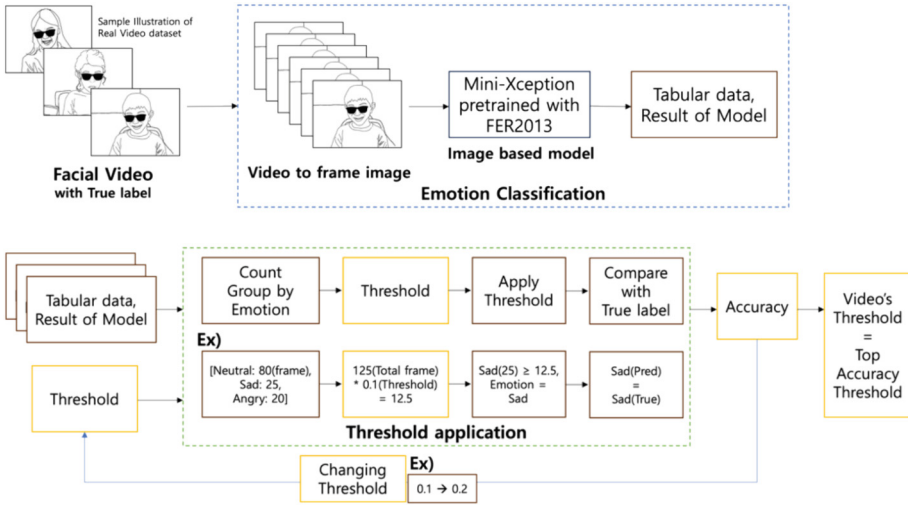 Sample Illustration of
Real Video dataset
Facial Video
with True label
Video to frame image
Mini-Xception
pretrained with
FER2013
Image based model
Tabular data,
Result of Model
Emotion Classification
Tabular data,
Result of Model
Count
Group by
Emotion
Threshold
Apply
Threshold
Compare
with
True label
Accuracy
Video's
Threshold
=
Top
Accuracy
Threshold
Ex)
[Neutral: 80(frame),
Sad: 25,
Angry: 20]
125(Total frame)
* 0.1(Threshold)
= 12.5
Sad(25) ≥ 12.5,
Emotion =
Sad
Sad(Pred)
=
Sad(True)
Threshold
Threshold application
Changing
Threshold
Ex)
0.1 → 0.2